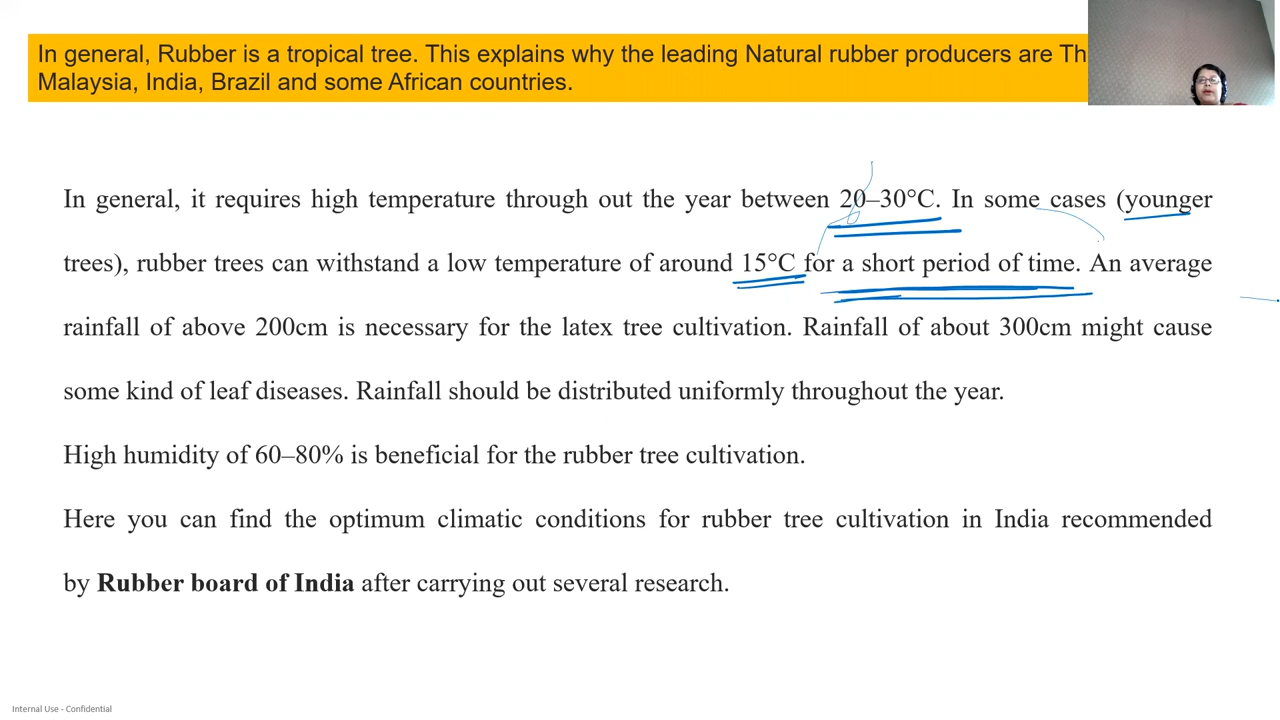 In general, Rubber is a tropical tree. This explains why the leading Natural rubber producers are
Malaysia, India, Brazil and some African countries.
In general, it requires high temperature through out the year between 20–30°C. In some cases (younger
trees), rubber trees can withstand a low temperature of around 15°C for a short period of time. An average
rainfall of above 200cm is necessary for the latex tree cultivation. Rainfall of about 300cm might cause
some kind of leaf diseases. Rainfall should be distributed uniformly throughout the year.
High humidity of 60–80% is beneficial for the rubber tree cultivation.
Here you can find the optimum climatic conditions for rubber tree cultivation in India recommended
by Rubber board of India after carrying out several research.
Internal Use - Confidential